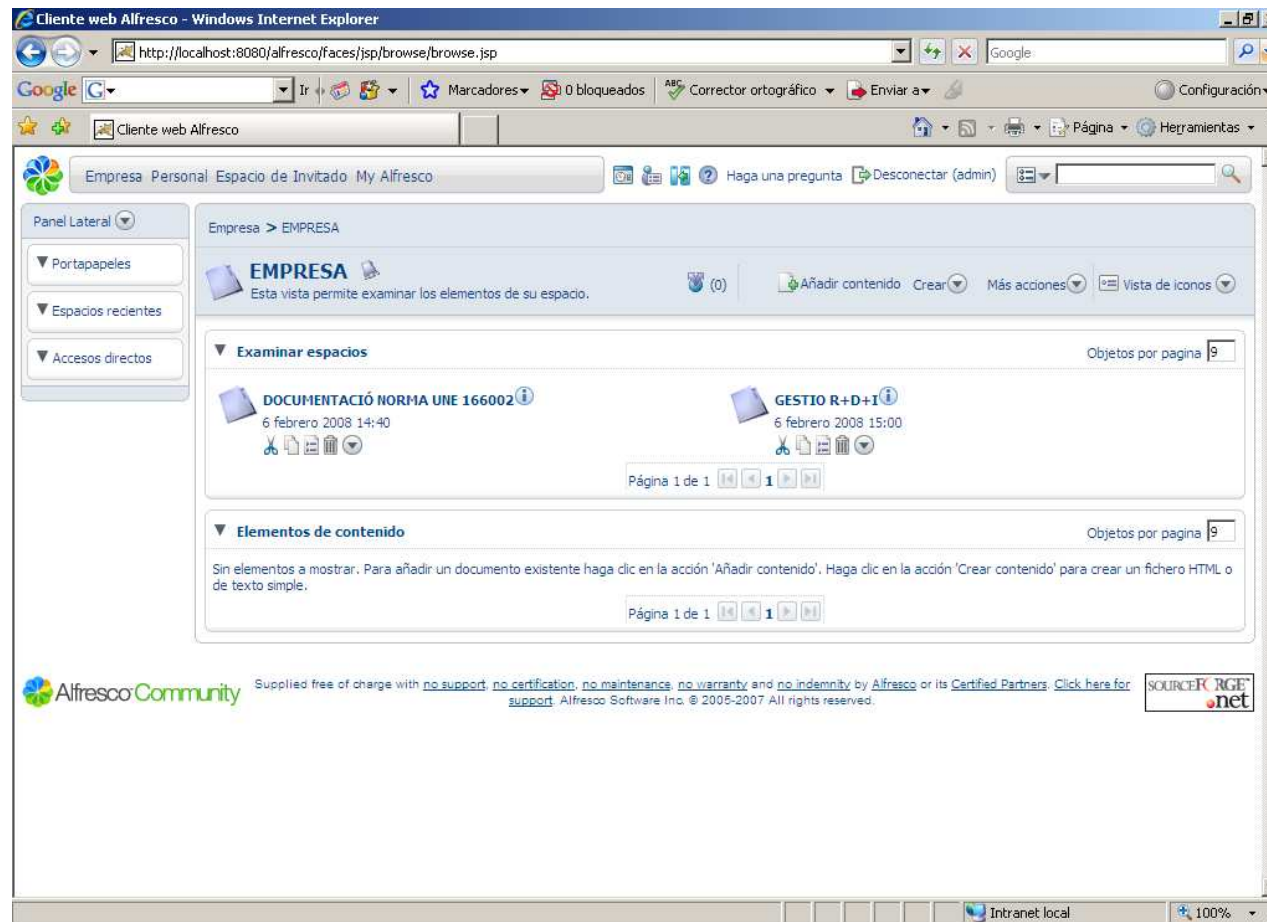 Cliente web Alfresco - Windows Internet Explorer
http://localhost:8080/alfresco/faces/jsp/browse/browse.jsp
Google
Google G Ir Marcadores 0 bloqueados ABC Corrector ortográfico Enviar a Configuración
Cliente web Alfresco Página Herramientas
Empresa Personal Espacio de Invitado My Alfresco Haga una pregunta Desconectar (admin)
Panel Lateral
Portapapeles
Espacios recientes
Accesos directos
Empresa > EMPRESA
EMPRESA
Esta vista permite examinar los elementos de su espacio.
(0) Añadir contenido Crear Más acciones Vista de iconos
Examinar espacios Objetos por pagina 9
DOCUMENTACIÓ NORMA UNE 166002
6 febrero 2008 14:40
GESTIO R+D+I
6 febrero 2008 15:00
Página 1 de 1 1
Elementos de contenido Objetos por pagina 9
Sin elementos a mostrar. Para añadir un documento existente haga clic en la acción 'Añadir contenido'. Haga clic en la acción 'Crear contenido' para crear un fichero HTML o
de texto simple.
Página 1 de 1 1
Alfresco Community
Supplied free of charge with no support, no certification, no maintenance, no warranty and no indemnity by Alfresco or its Certified Partners. Click here for
support. Alfresco Software Inc. © 2005-2007 All rights reserved.
SOURCEFORGE
.net
Intranet local 100%